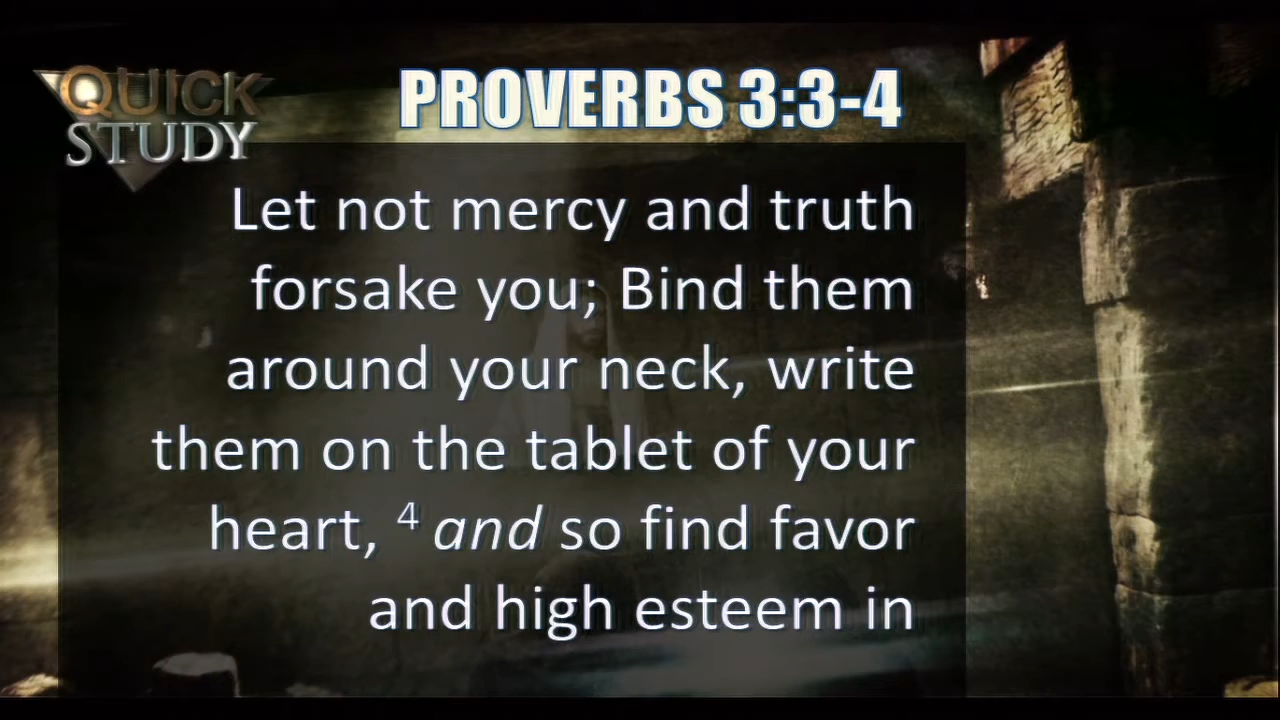 QUICK
STUDY
PROVERBS 3:3-4
Let not mercy and truth
forsake you; Bind them
around your neck, write
them on the tablet of your
heart, 4 and so find favor
and high esteem in